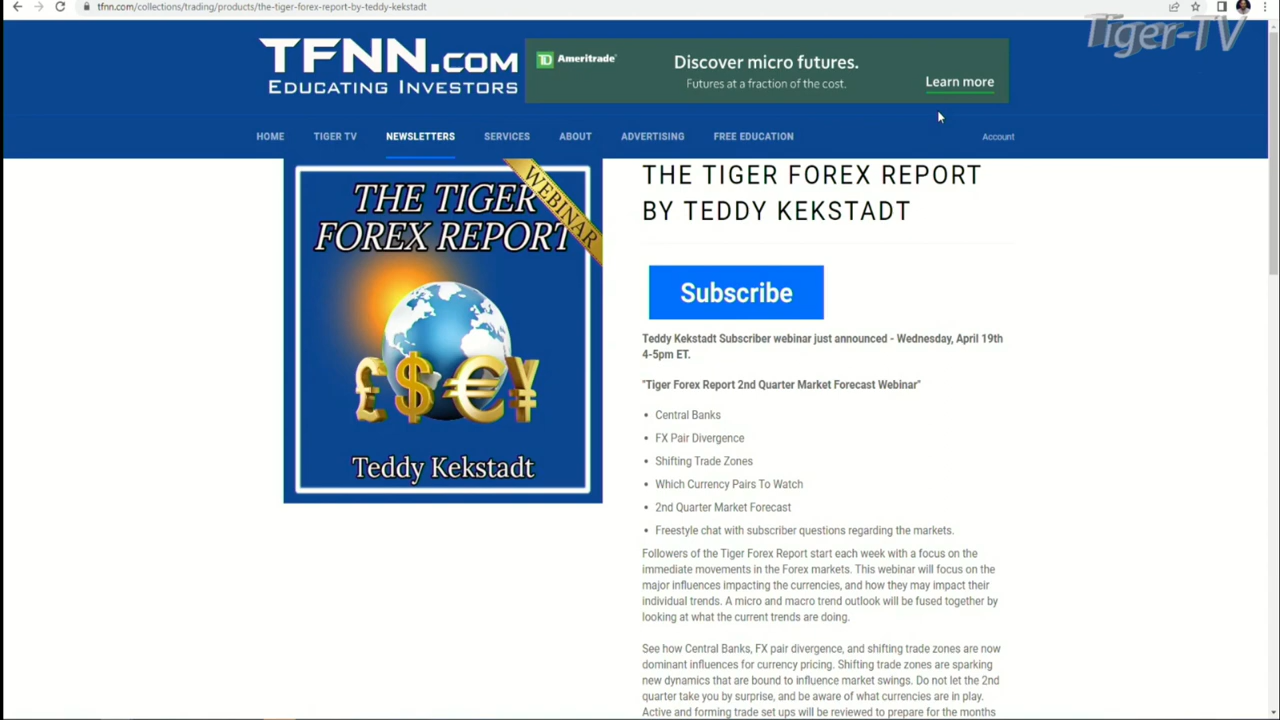 tfnn.com/collections/trading/products/the-tiger-forex-report-by-teddy-kekstadt
Tiger-TV
TFNN.COM
EDUCATING INVESTORS
TD Ameritrade
Discover micro futures.
Futures at a fraction of the cost.
Learn more
HOME TIGER TV NEWSLETTERS SERVICES ABOUT ADVERTISING FREE EDUCATION Account
THE TIGER
FOREX REPORT
WEBINAR
Teddy Kekstadt
THE TIGER FOREX REPORT
BY TEDDY KEKSTADT
Subscribe
Teddy Kekstadt Subscriber webinar just announced - Wednesday, April 19th
4-5pm ET.
"Tiger Forex Report 2nd Quarter Market Forecast Webinar"
• Central Banks
• FX Pair Divergence
• Shifting Trade Zones
• Which Currency Pairs To Watch
• 2nd Quarter Market Forecast
• Freestyle chat with subscriber questions regarding the markets.
Followers of the Tiger Forex Report start each week with a focus on the
immediate movements in the Forex markets. This webinar will focus on the
major influences impacting the currencies, and how they may impact their
individual trends. A micro and macro trend outlook will be fused together by
looking at what the current trends are doing.
See how Central Banks, FX pair divergence, and shifting trade zones are now
dominant influences for currency pricing. Shifting trade zones are sparking
new dynamics that are bound to influence market swings. Do not let the 2nd
quarter take you by surprise, and be aware of what currencies are in play.
Active and forming trade set ups will be reviewed to prepare for the months